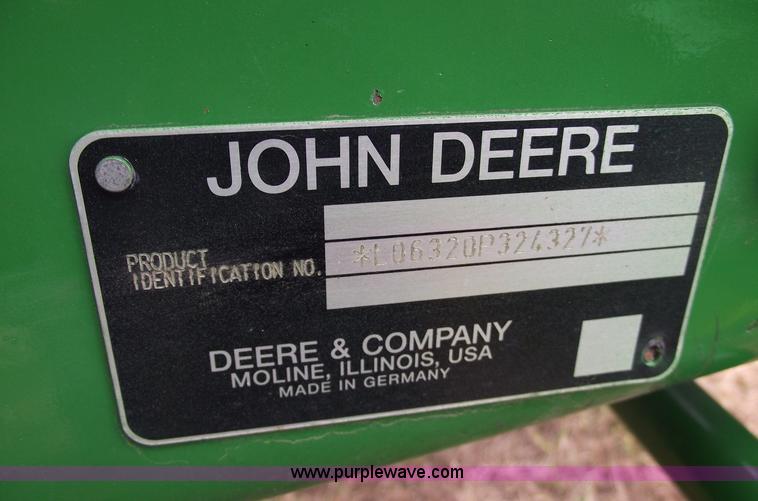 JOHN DEERE
PRODUCT
IDENTIFICATION NO.
*L06320P324327*
DEERE & COMPANY
MOLINE, ILLINOIS, USA
MADE IN GERMANY
www.purplewave.com